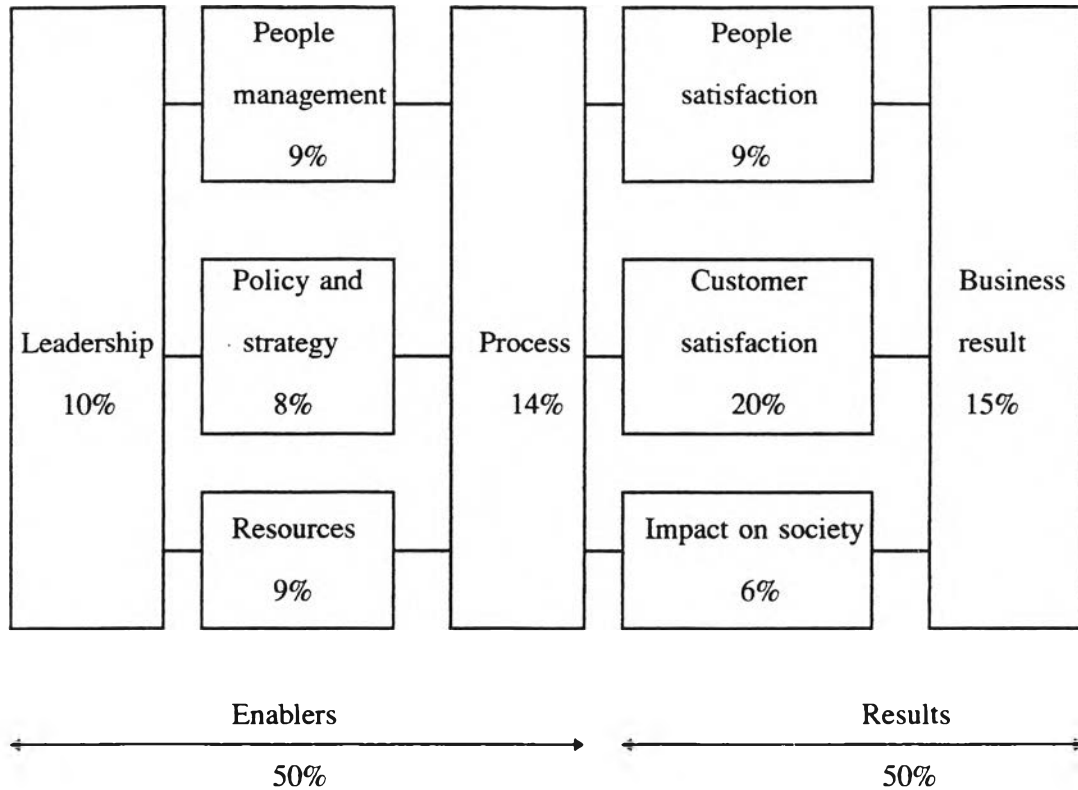 People
management
9%
People
satisfaction
9%
Leadership
10%
Policy and
strategy
8%
Process
14%
Customer
satisfaction
20%
Business
result
15%
Resources
9%
Impact on society
6%
Enablers
50%
Results
50%